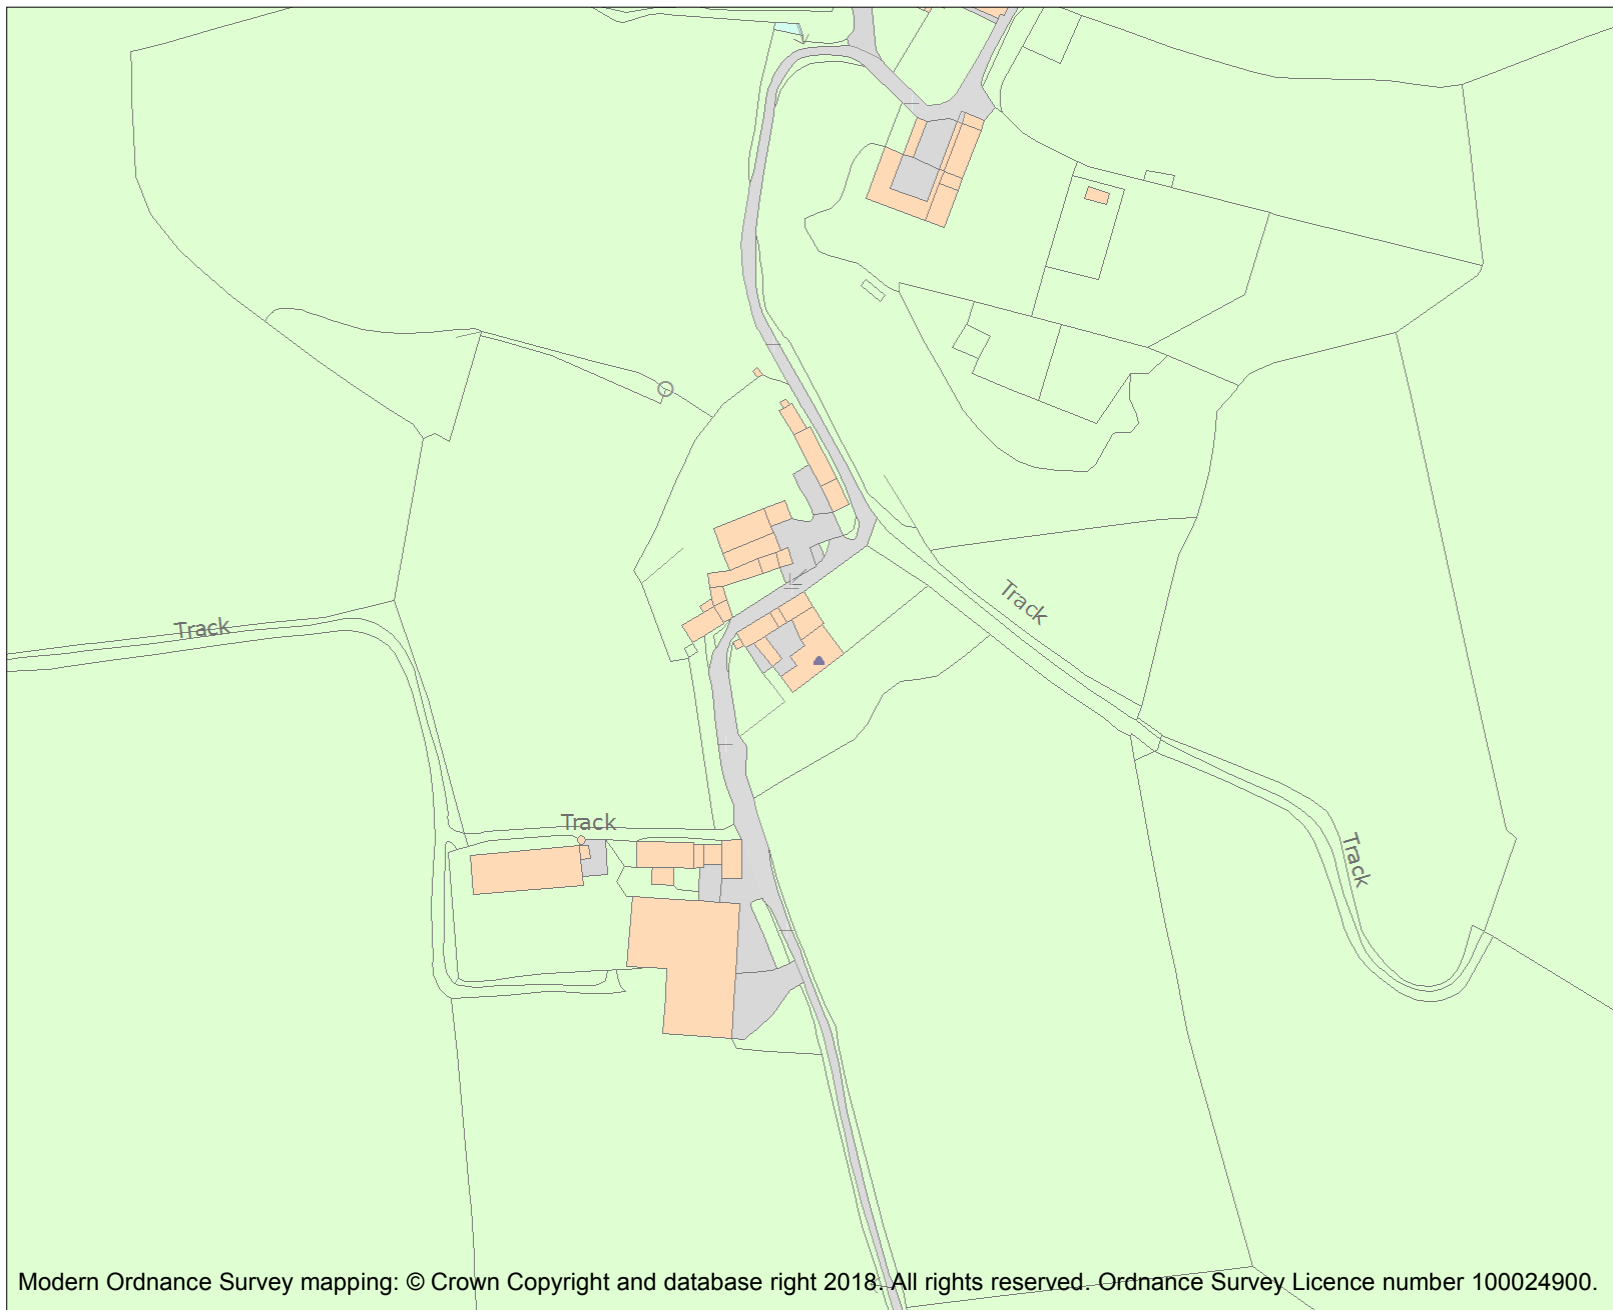 Track
Track
Track
Track
Modern Ordnance Survey mapping: © Crown Copyright and database right 2018. All rights reserved. Ordnance Survey Licence number 100024900.